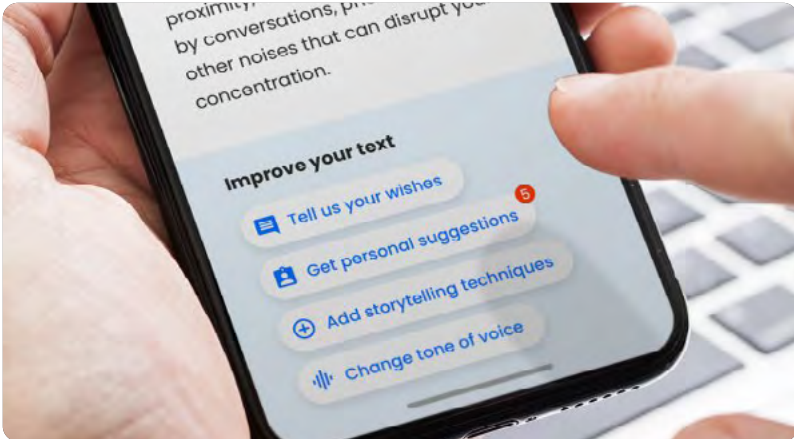 proximity,
by conversations,
other noises that can disrupt
concentration.
Improve your text
Tell us your wishes
5
Get personal suggestions
Add storytelling techniques
Change tone of voice